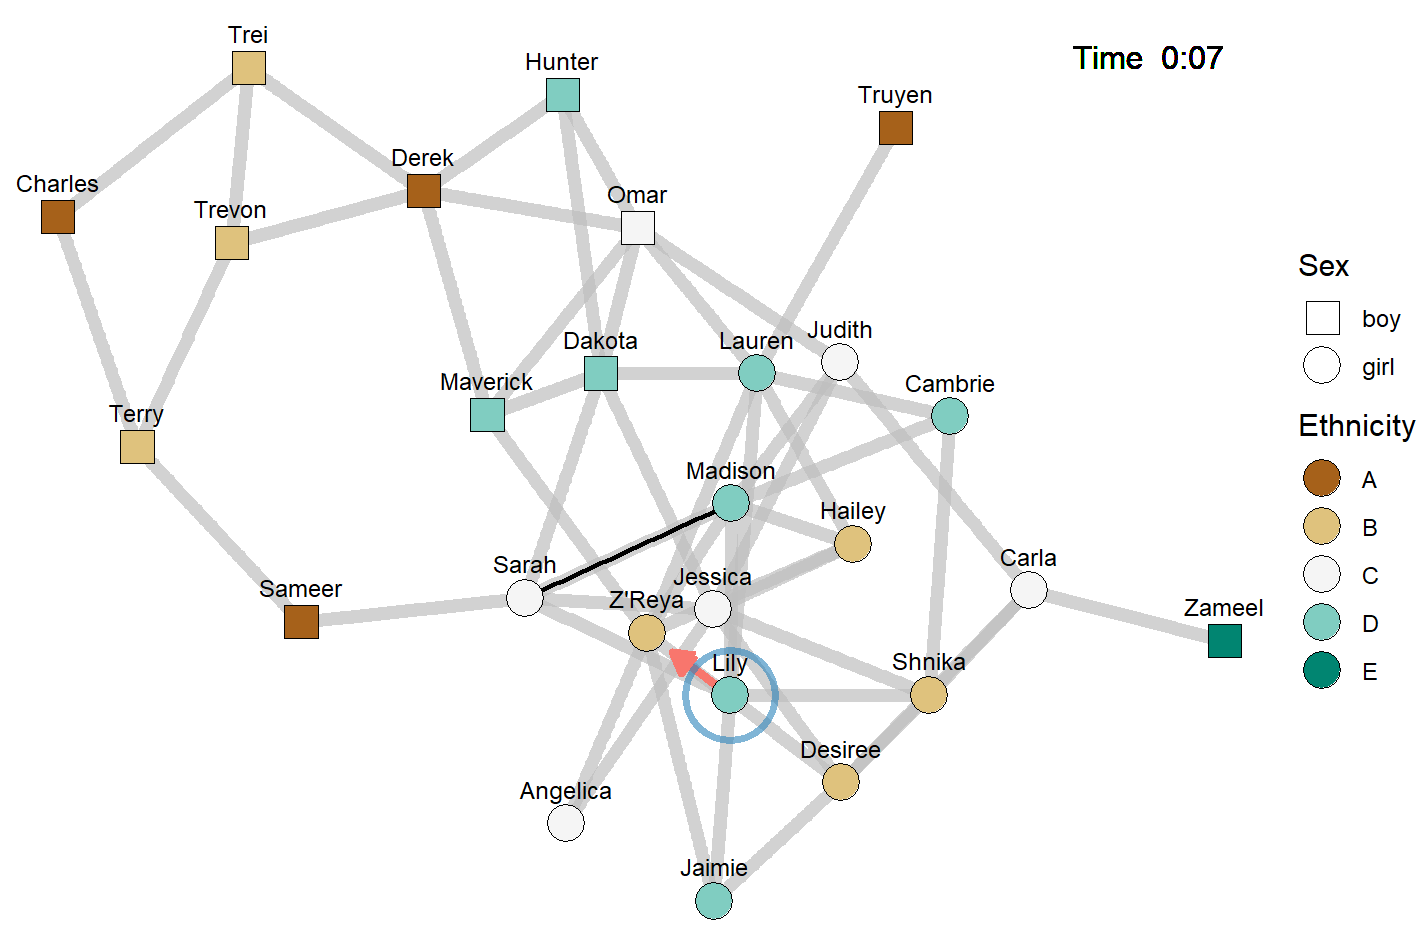 Trei
Hunter
Time 0:07
Truyen
Derek
Charles
Omar
Trevon
Sex
boy
Judith
Dakota
Lauren
girl
Maverick
Cambrie
Terry
Ethnicity
Madison
A
Hailey
B
Sarah
Carla
Jessica
C
Sameer
Z'Reya
Zameel
D
Lily
Shnika
E
Desiree
Angelica
Jaimie